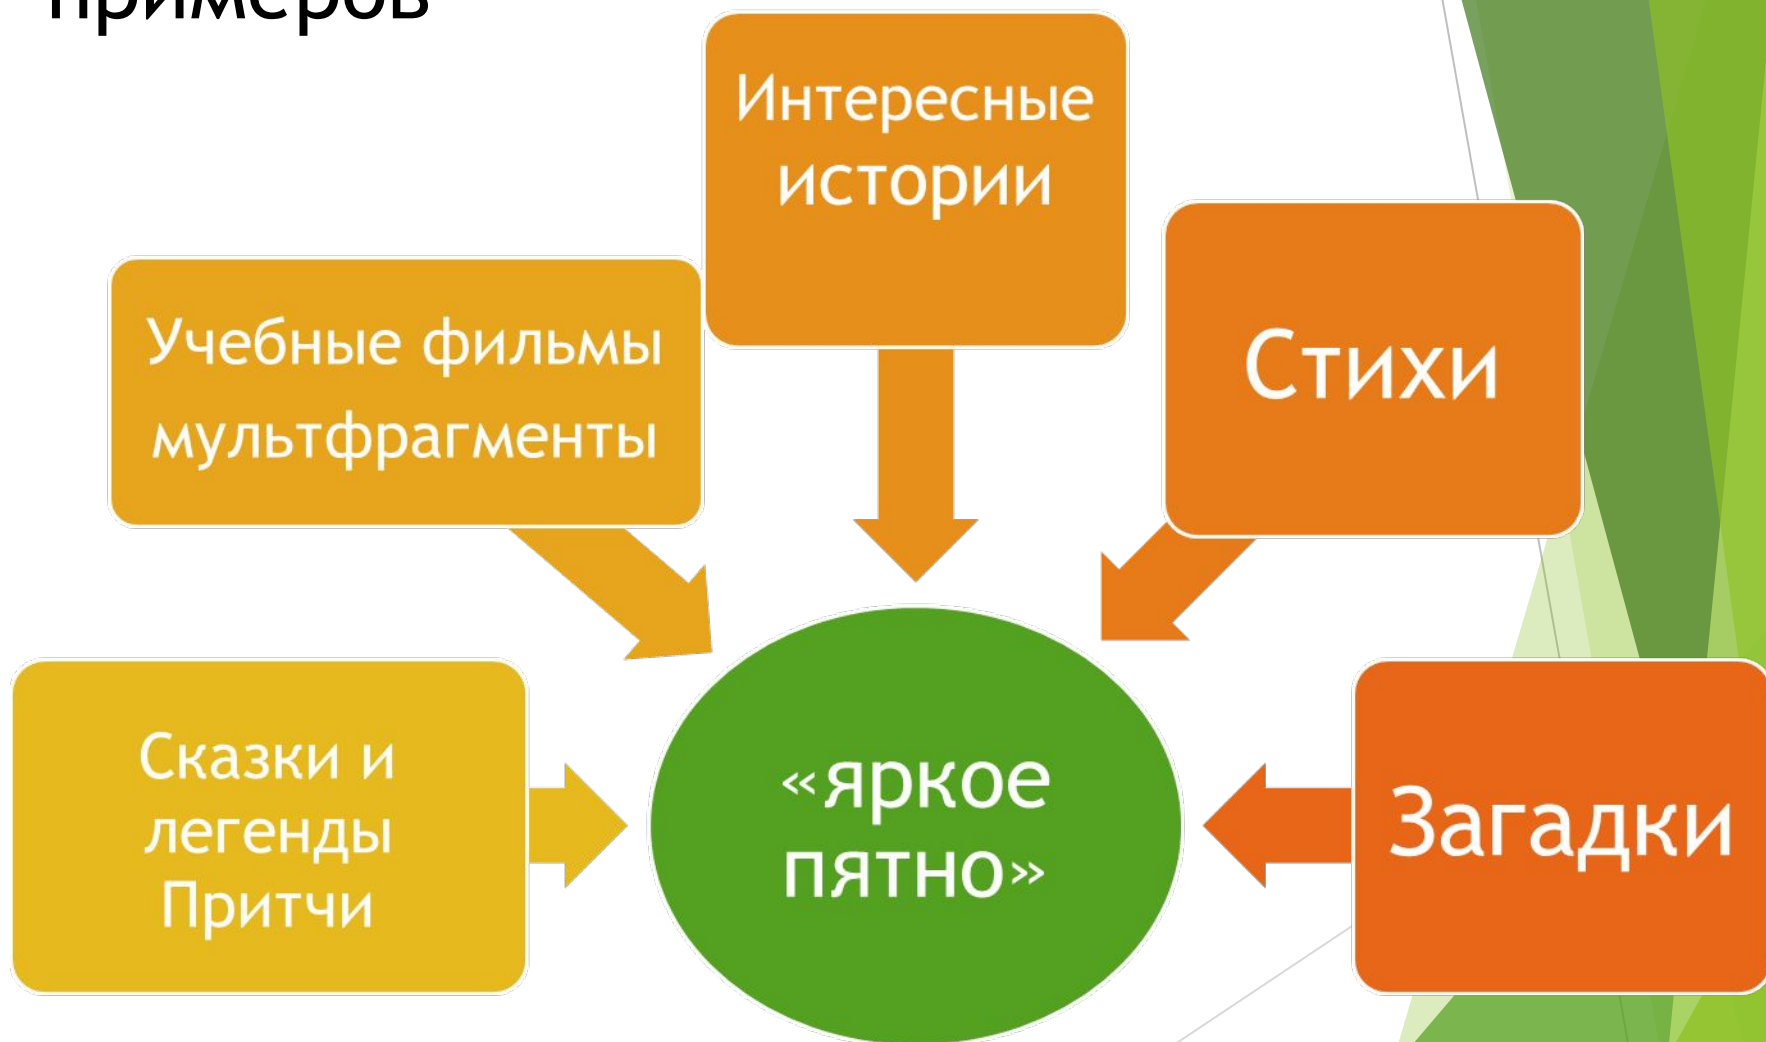 примеров
Интересные
истории
Стихи
Учебные фильмы
мультфрагменты
Сказки и
легенды
Притчи
«яркое
пятно»
Загадки